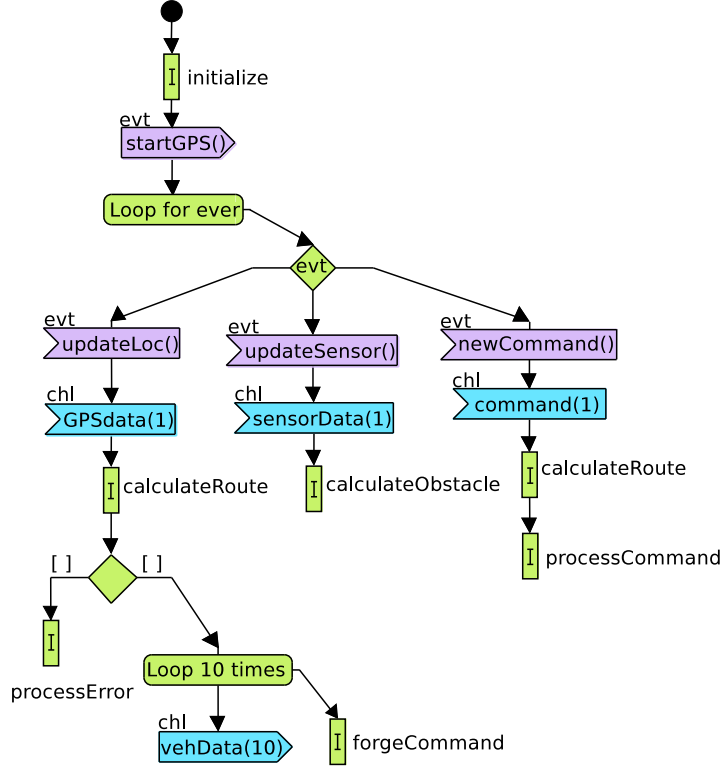 I
initialize
evt
startGPS()
Loop for ever
evt
evt
updateLoc()
evt
updateSensor()
evt
newCommand()
chl
GPSdata(1)
chl
sensorData(1)
chl
command(1)
I
calculateRoute
I
calculateObstacle
I
calculateRoute
I
processCommand
[ ]
[ ]
I
processError
Loop 10 times
chl
vehData(10)
I
forgeCommand